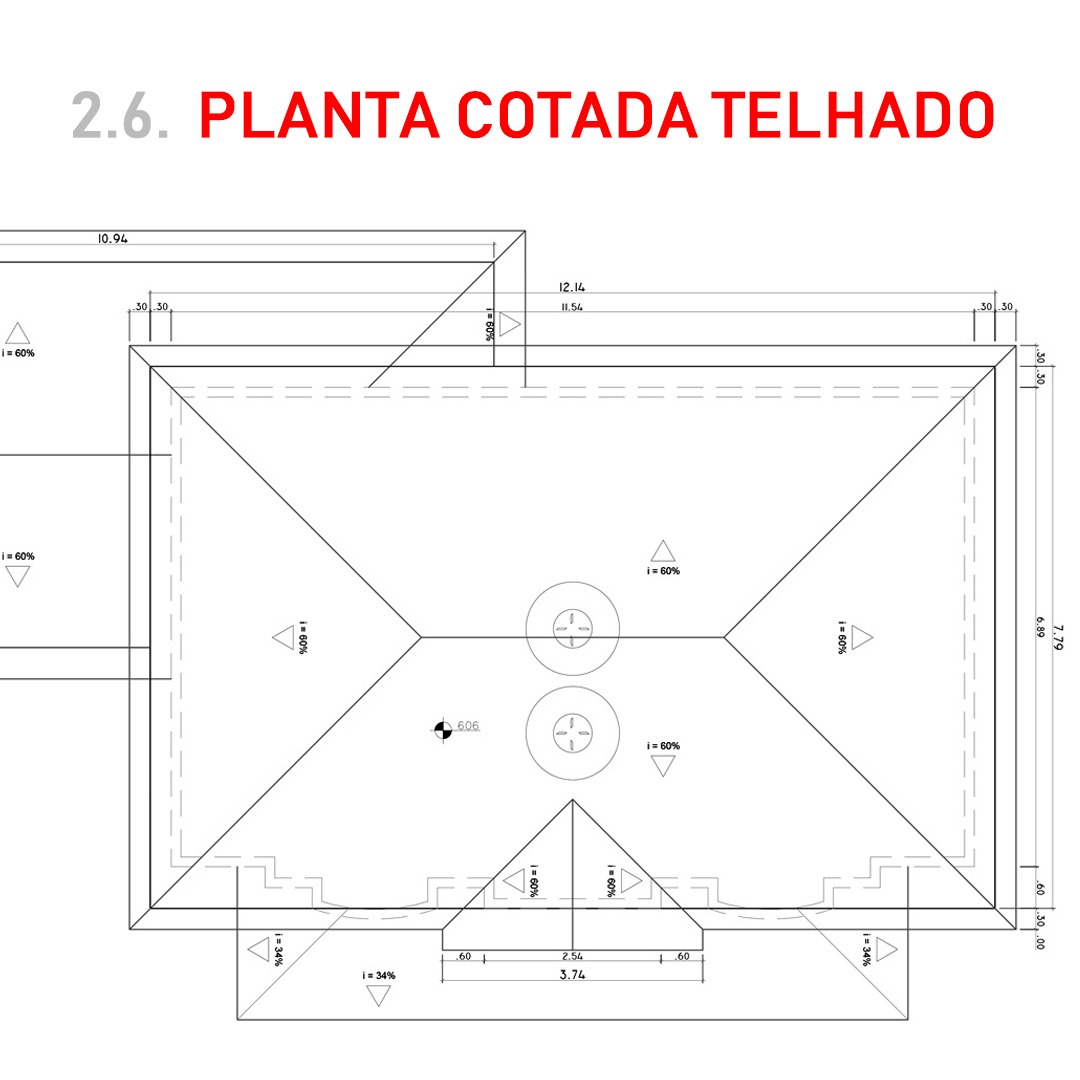 2.6. PLANTA COTADA TELHADO
10.94
12.14
.30 .30 11.54 .30 .30
i = 60%
i = 60%
.30
.30
i = 60%
i = 60%
i = 60%
i = 60%
6.89
7.79
606
i = 60%
i = 60%
i = 60%
.60
.30
.00
i = 34%
i = 34%
.60 2.54 .60
3.74
i = 34%